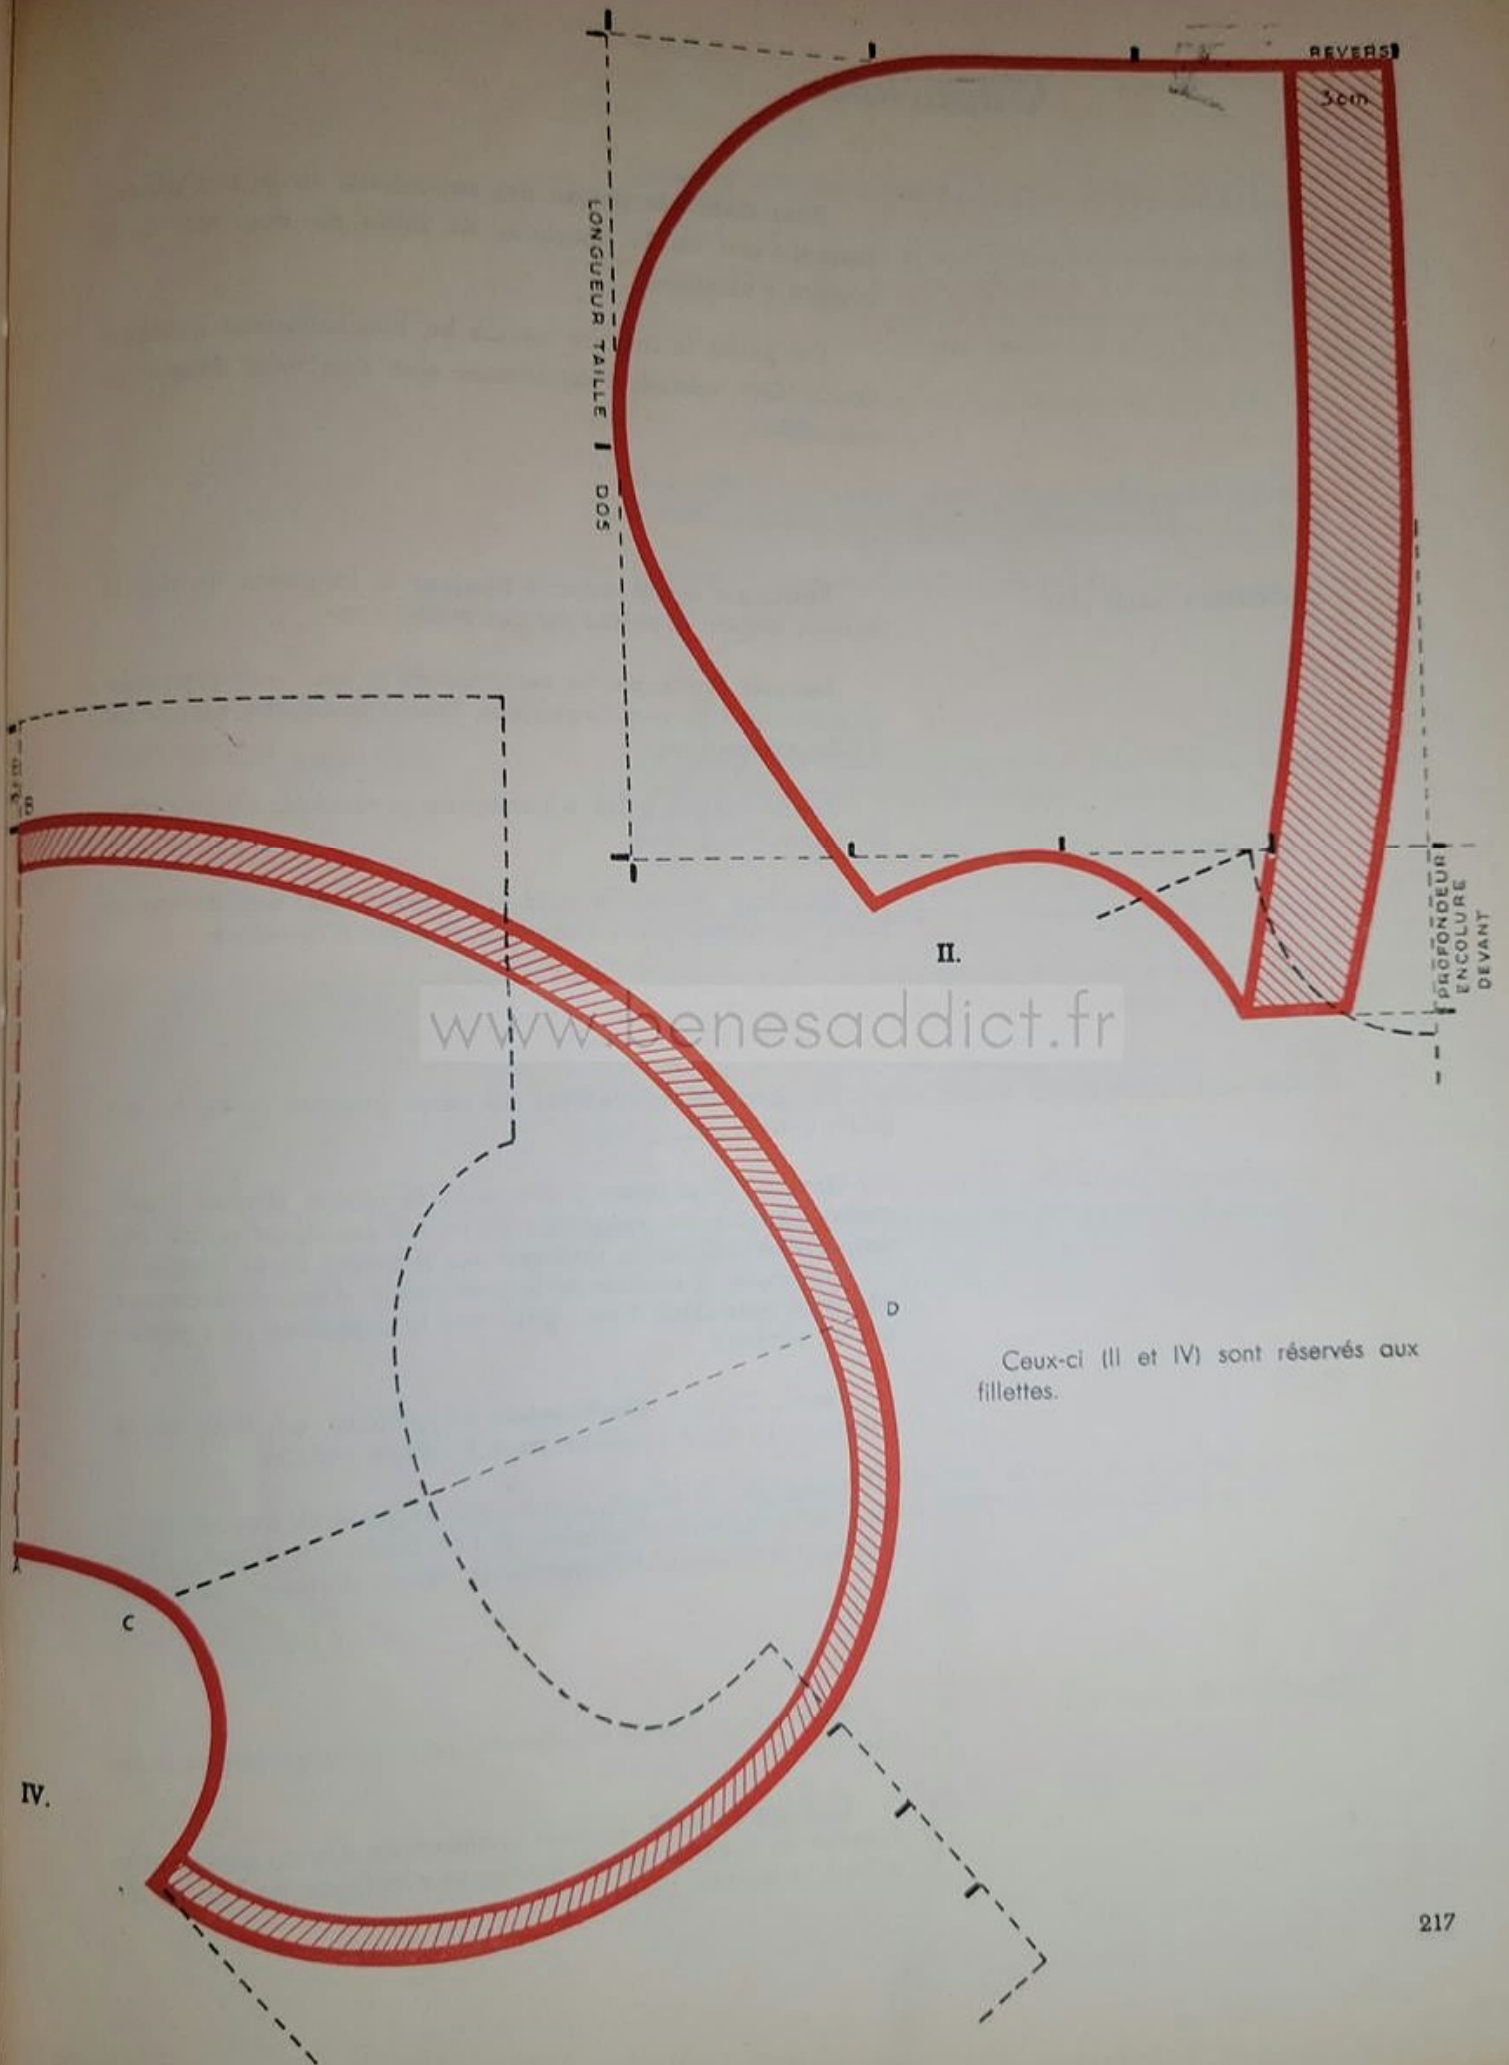 REVERS
3cm
LONGUEUR TAILLE DOS
B
II.
PROFONDEUR
ENCOLURE
DEVANT
www.benesaddict.fr
D
Ceux-ci (II et IV) sont réservés aux
fillettes.
A
C
IV.
217